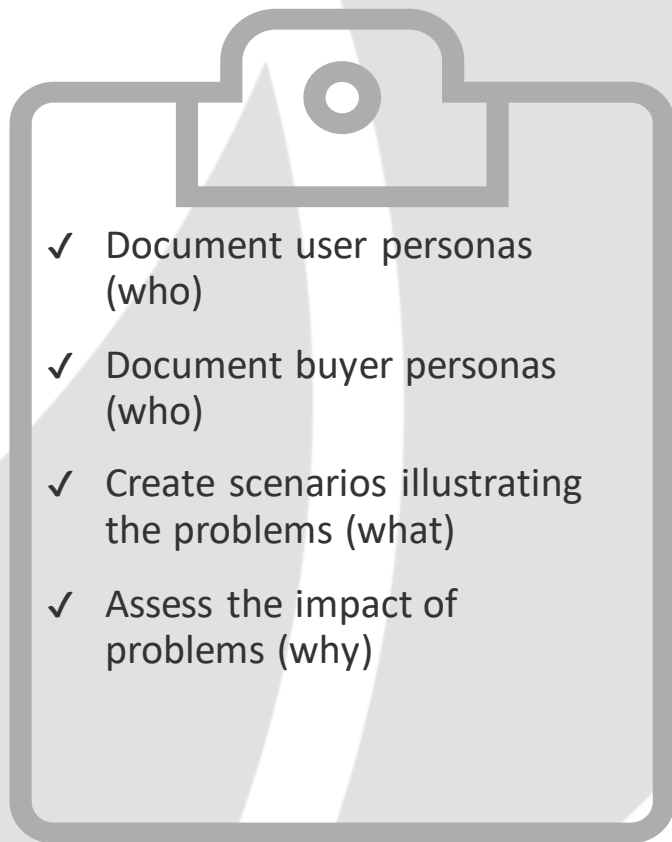 ✓ Document user personas
(who)
✓ Document buyer personas
(who)
✓ Create scenarios illustrating
the problems (what)
✓ Assess the impact of
problems (why)